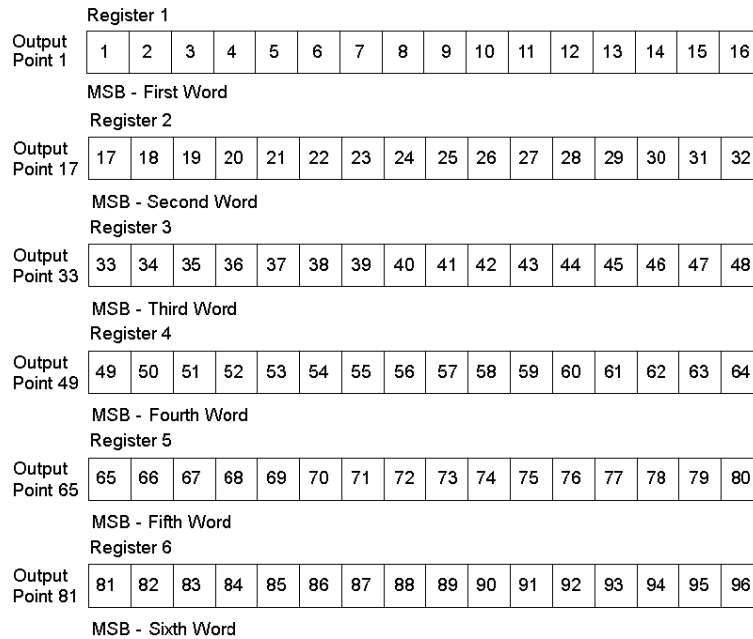 Register 1
Output
Point 1
1 2 3 4 5 6 7 8 9 10 11 12 13 14 15 16
MSB - First Word
Register 2
Output
Point 17
17 18 19 20 21 22 23 24 25 26 27 28 29 30 31 32
MSB - Second Word
Register 3
Output
Point 33
33 34 35 36 37 38 39 40 41 42 43 44 45 46 47 48
MSB - Third Word
Register 4
Output
Point 49
49 50 51 52 53 54 55 56 57 58 59 60 61 62 63 64
MSB - Fourth Word
Register 5
Output
Point 65
65 66 67 68 69 70 71 72 73 74 75 76 77 78 79 80
MSB - Fifth Word
Register 6
Output
Point 81
81 82 83 84 85 86 87 88 89 90 91 92 93 94 95 96
MSB - Sixth Word